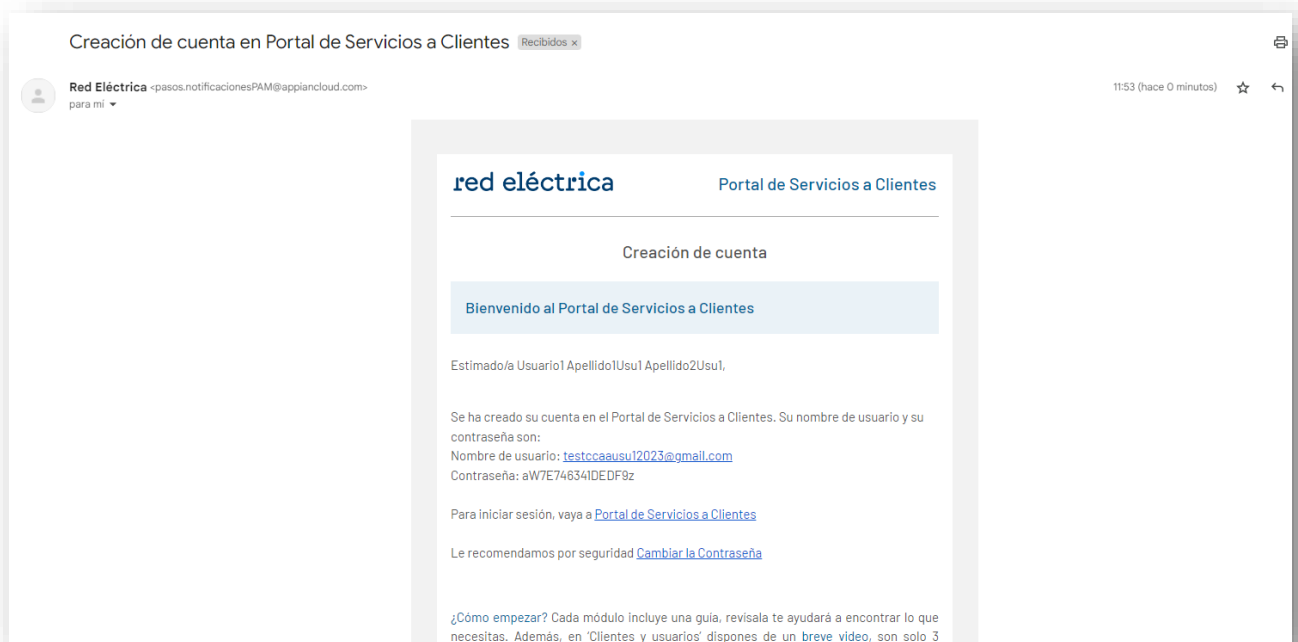 Creación de cuenta en Portal de Servicios a Clientes Recibidos x
Red Eléctrica <pasos.notificacionesPAM@appiancloud.com>
11:53 (hace 0 minutos)
para mí
red eléctrica
Portal de Servicios a Clientes
Creación de cuenta
Bienvenido al Portal de Servicios a Clientes
Estimado/a Usuario1 Apellido1Usu1 Apellido2Usu1,
Se ha creado su cuenta en el Portal de Servicios a Clientes. Su nombre de usuario y su
contraseña son:
Nombre de usuario: testccaausu12023@gmail.com
Contraseña: aW7E746341DEDF9z
Para iniciar sesión, vaya a Portal de Servicios a Clientes
Le recomendamos por seguridad Cambiar la Contraseña
¿Cómo empezar? Cada módulo incluye una guía, revisala te ayudará a encontrar lo que
necesitas. Además, en 'Clientes y usuarios' dispones de un breve video, son solo 3